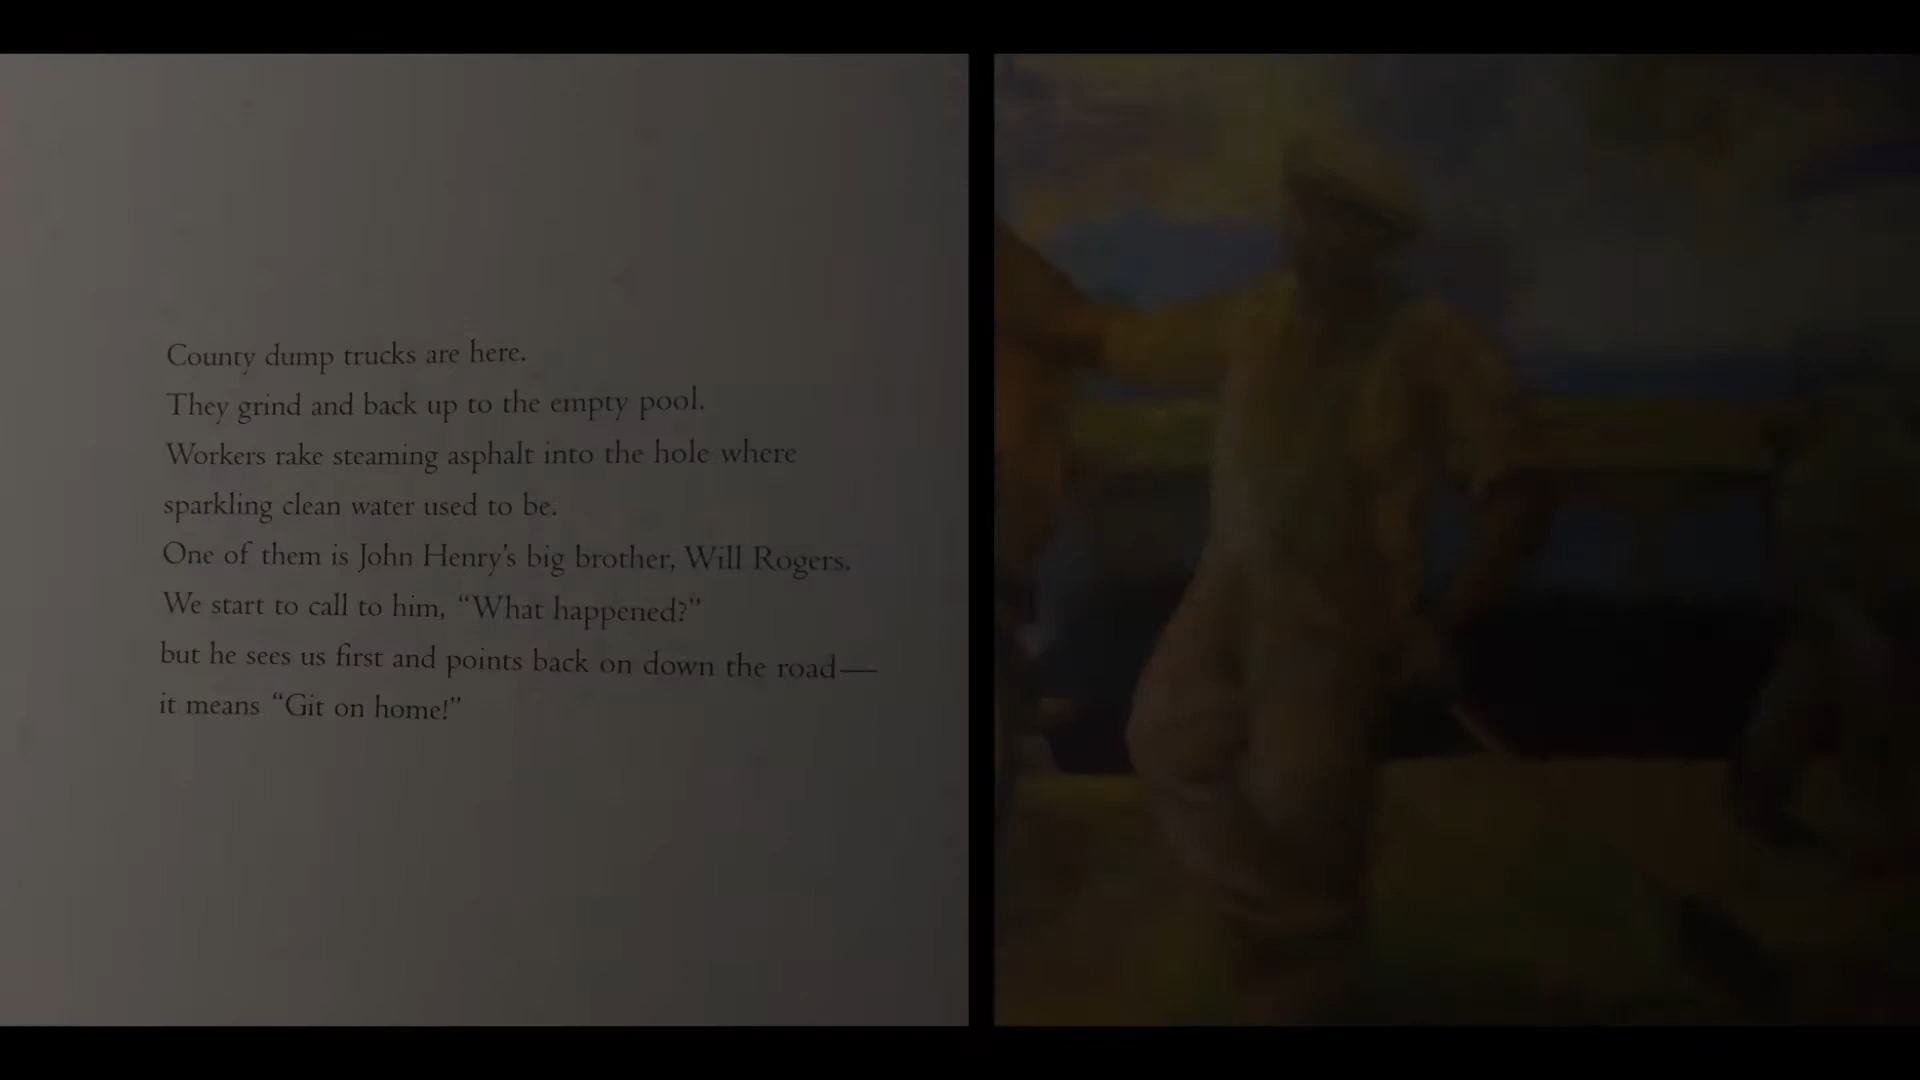 County dump trucks are here.
They grind and back up to the empty pool.
Workers rake steaming asphalt into the hole where
sparkling clean water used to be.
One of them is John Henry's big brother, Will Rogers.
We start to call to him, “What happened?”
but he sees us first and points back on down the road—
it means “Git on home!”